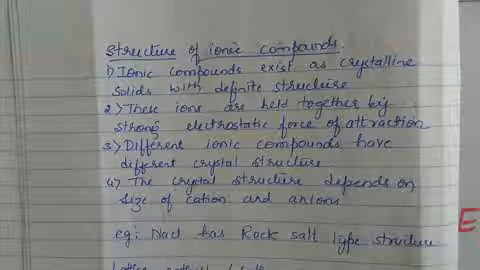 Structure of ionic compounds.
1) Ionic compounds exist as crystalline
solids with definite structure
2) These ions are held together by
strong electrostatic force of attraction
3) Different ionic compounds have
different crystal structure
4) The crystal structure depends on
size of cation and anions
eg: Nacl has Rock salt type structure
E